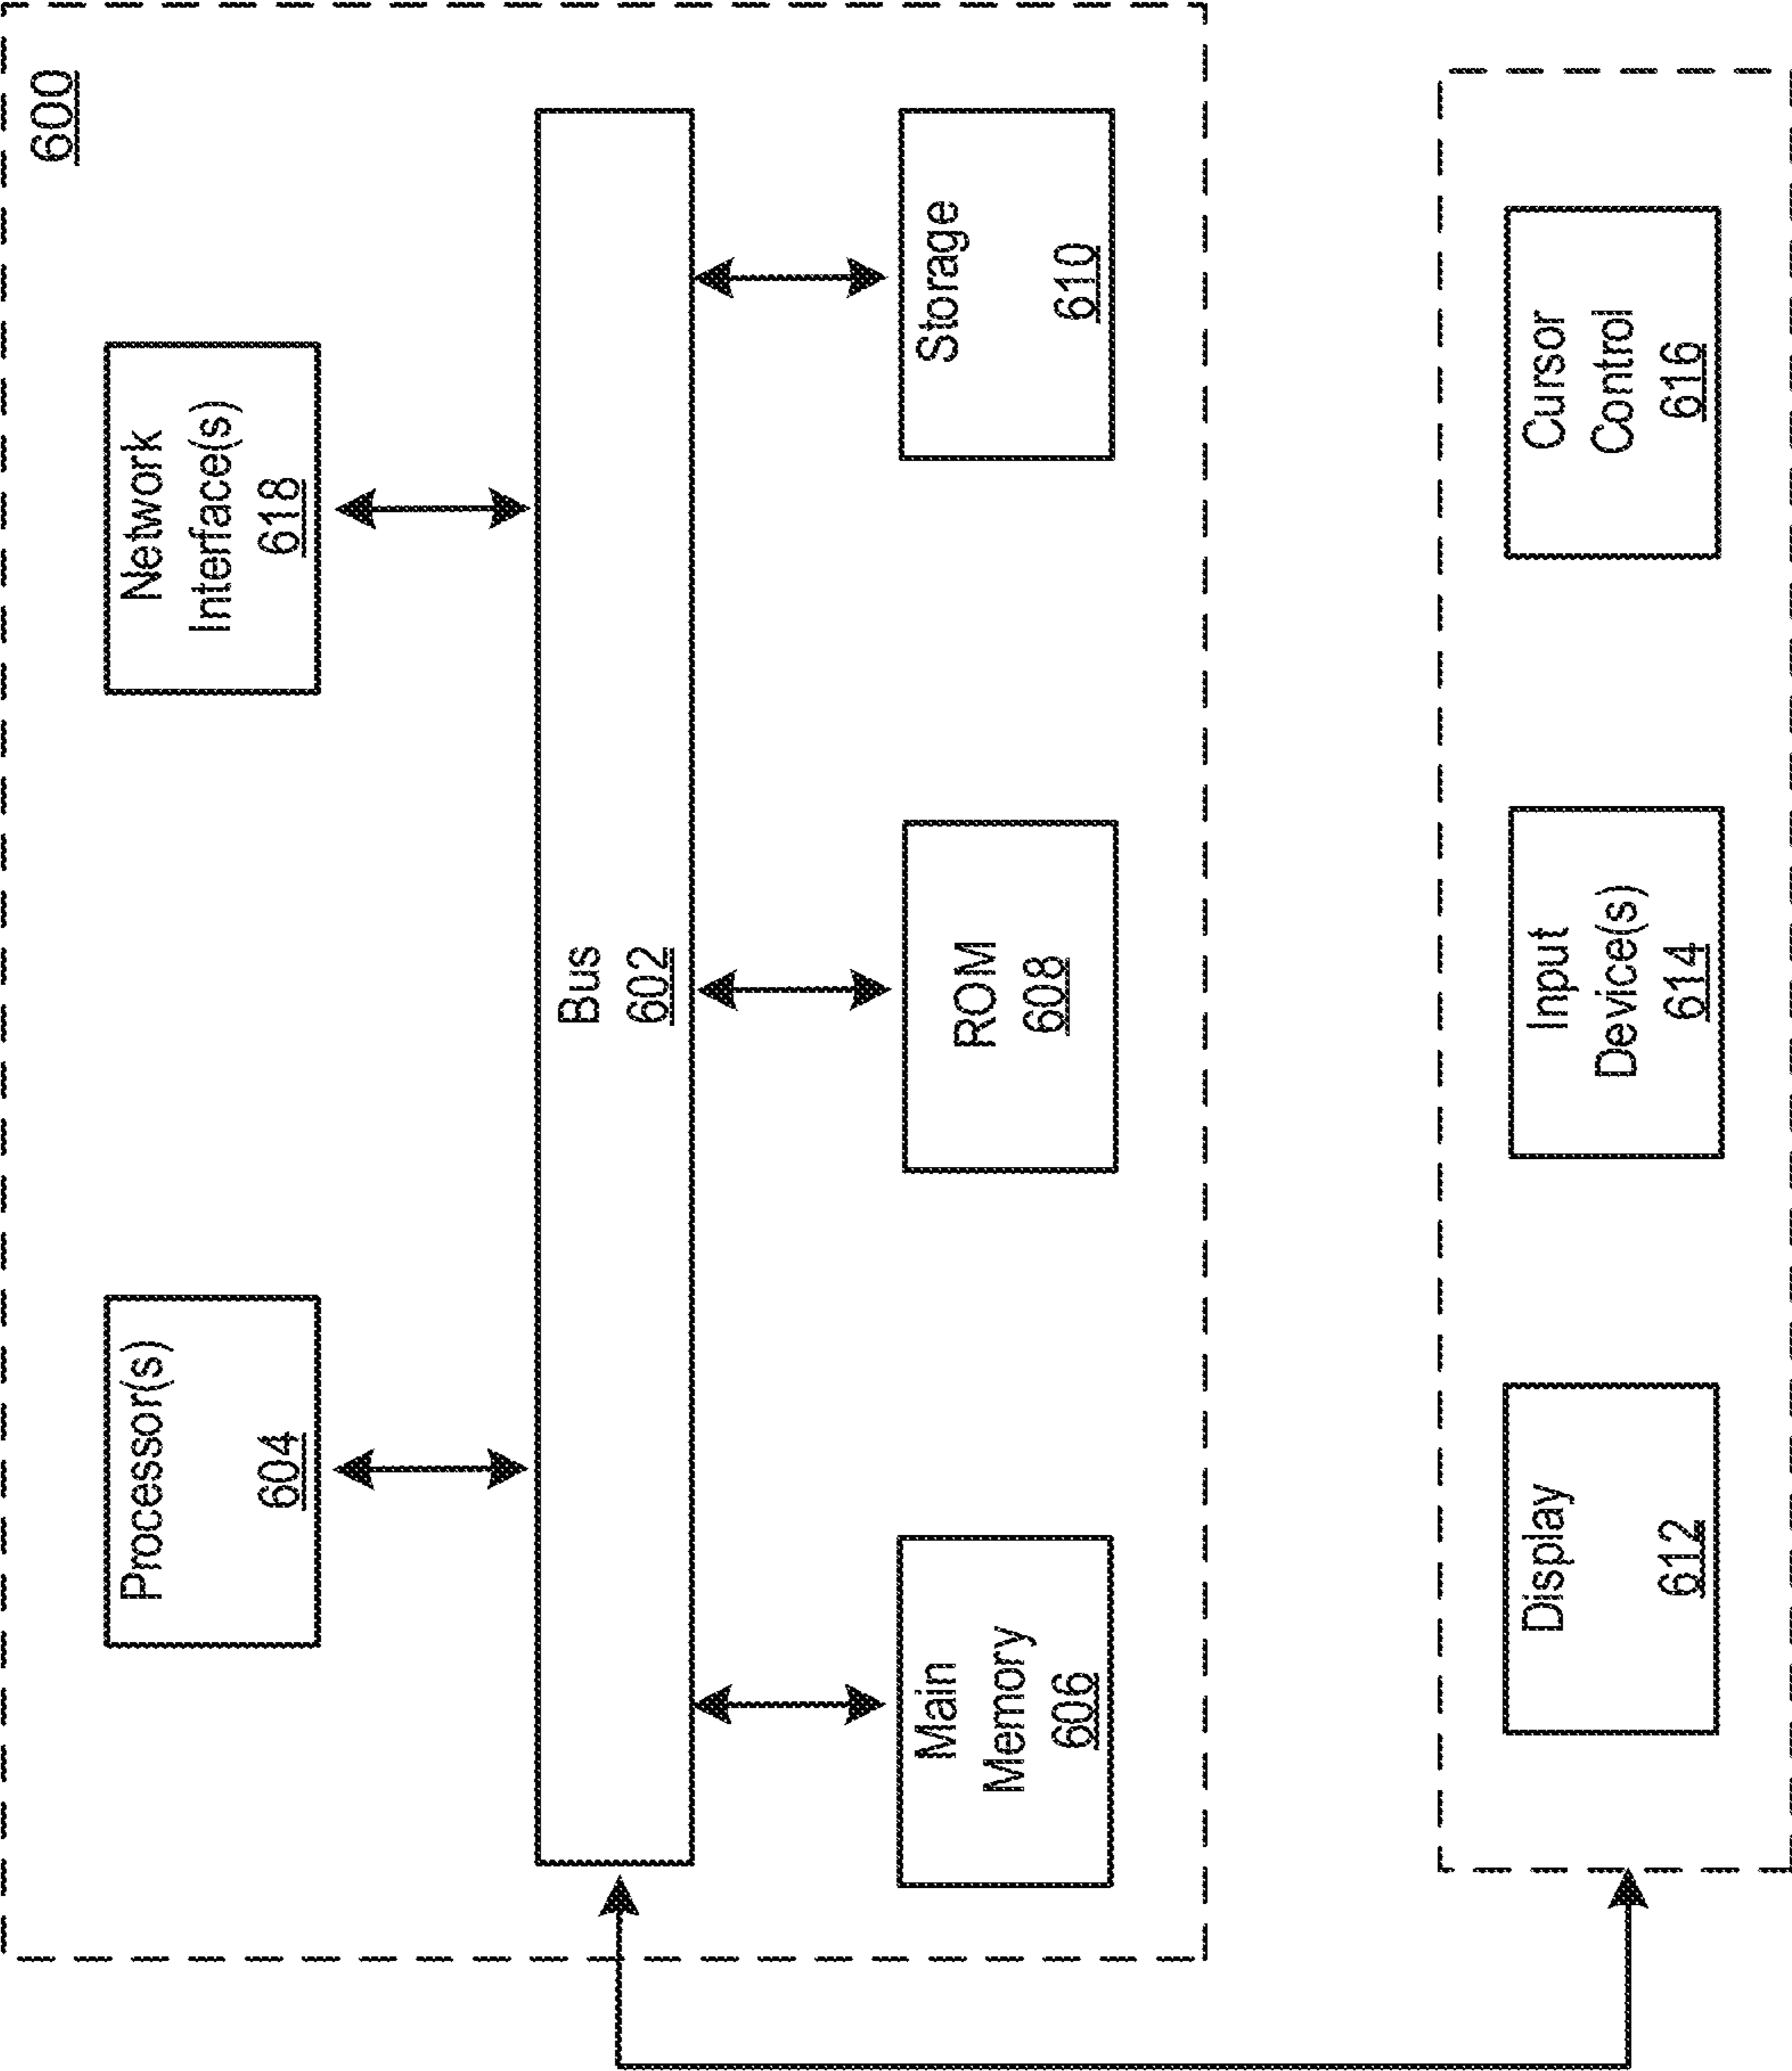 600
Processor(s)
604
Network
Interface(s)
618
Bus
602
Main
Memory
606
ROM
608
Storage
610
Display
612
Input
Device(s)
614
Cursor
Control
616